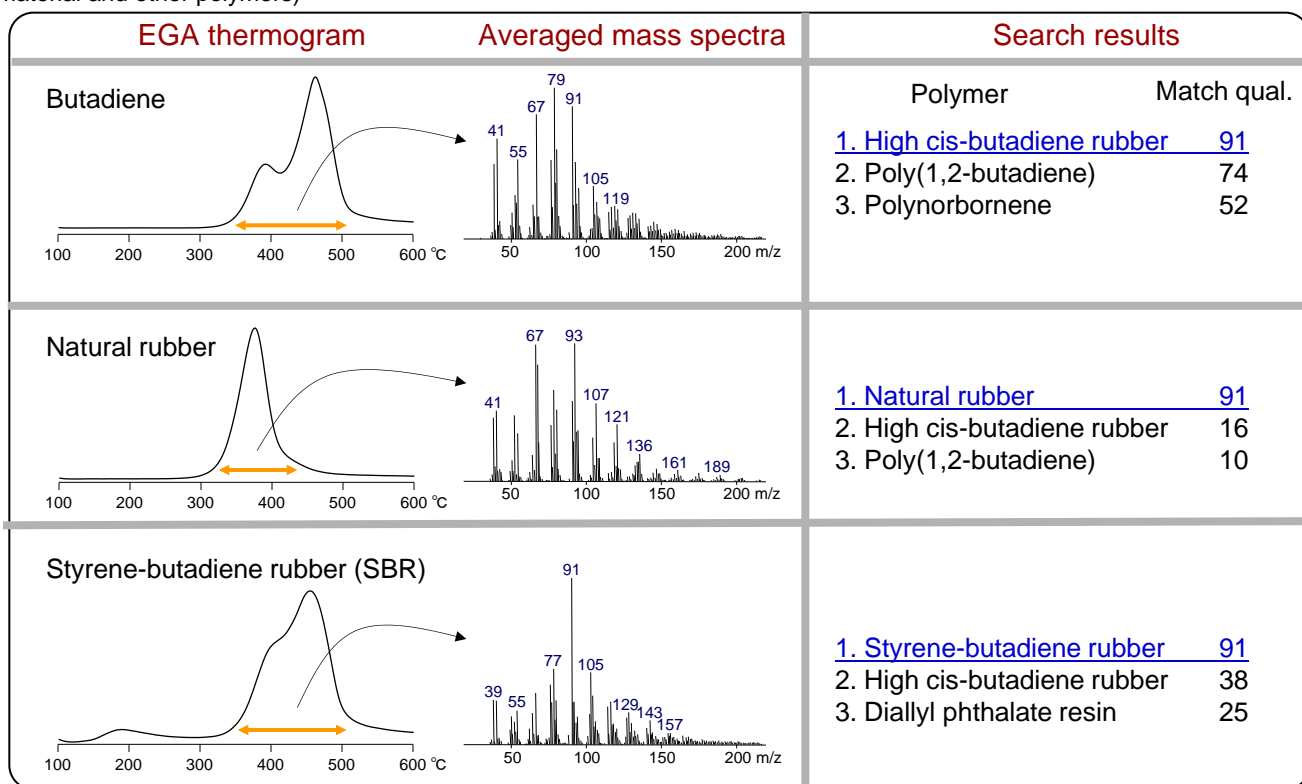 material and other polymers)
EGA thermogram Averaged mass spectra Search results
Butadiene
100 200 300 400 500 600 ℃
79
91
67
41
55
105
119
50 100 150 200 m/z
Polymer Match qual.
1. High cis-butadiene rubber 91
2. Poly(1,2-butadiene) 74
3. Polynorbornene 52
Natural rubber
100 200 300 400 500 600 ℃
67 93
41
107
121
136
161 189
50 100 150 200 m/z
1. Natural rubber 91
2. High cis-butadiene rubber 16
3. Poly(1,2-butadiene) 10
Styrene-butadiene rubber (SBR)
100 200 300 400 500 600 ℃
91
77
105
39
55
129
143
157
50 100 150 200 m/z
1. Styrene-butadiene rubber 91
2. High cis-butadiene rubber 38
3. Diallyl phthalate resin 25